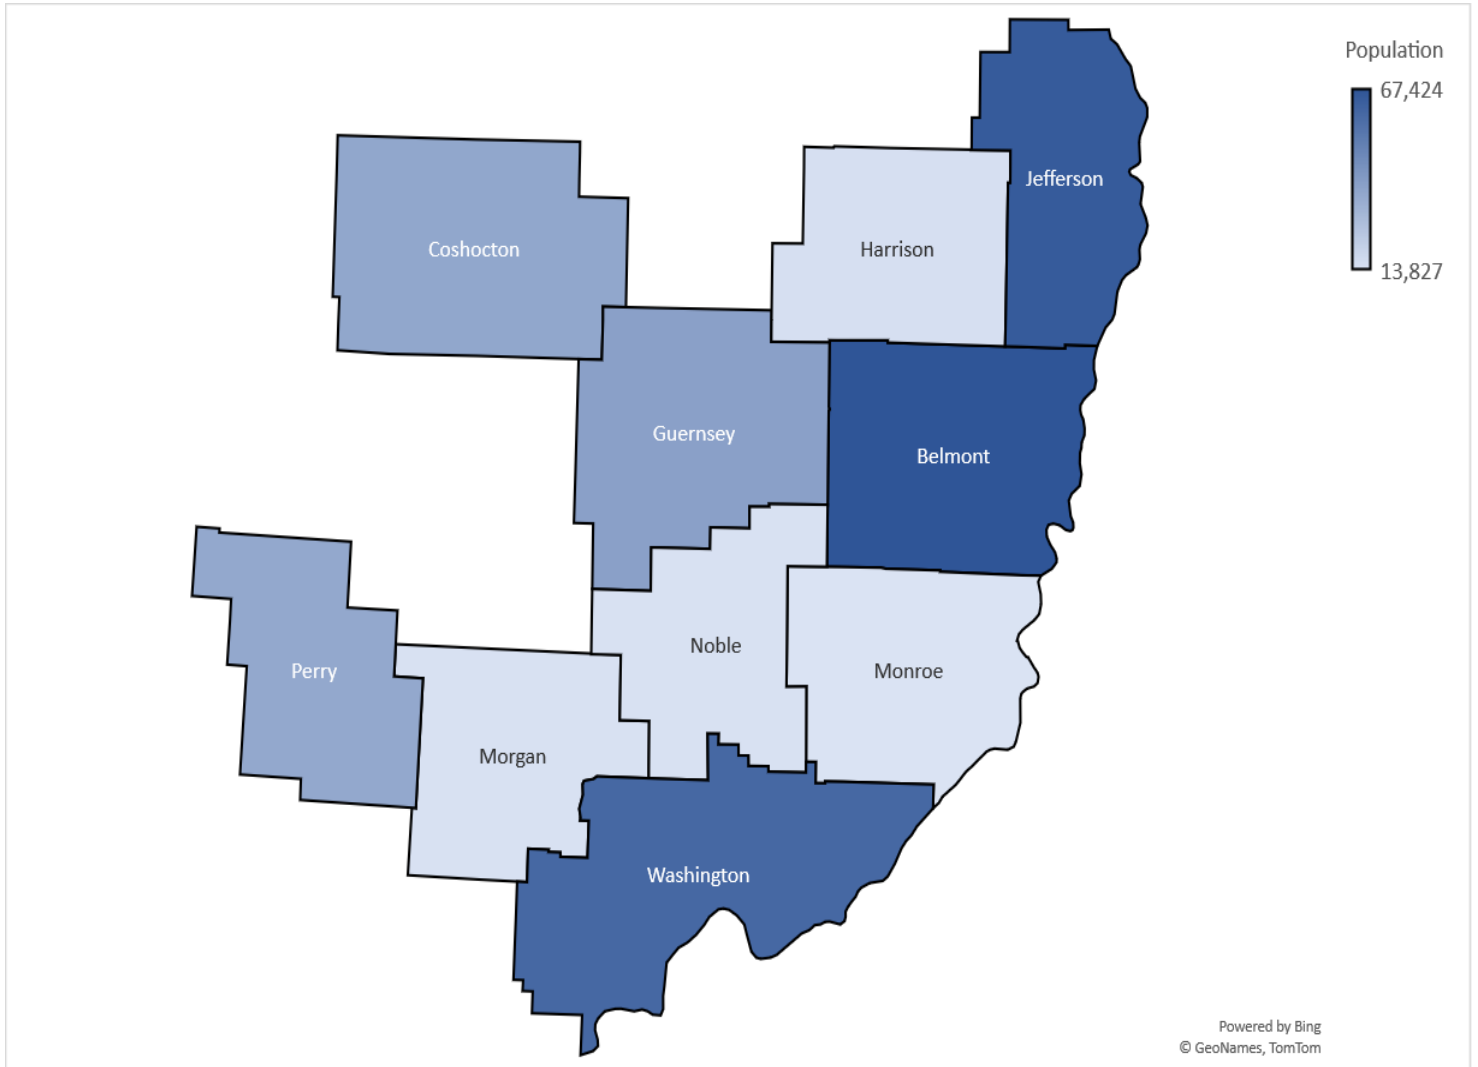 Population
67,424
Jefferson
Coshocton
Harrison
13,827
Guernsey
Belmont
Noble
Perry
Monroe
Morgan
Washington
Powered by Bing
© GeoNames, TomTom